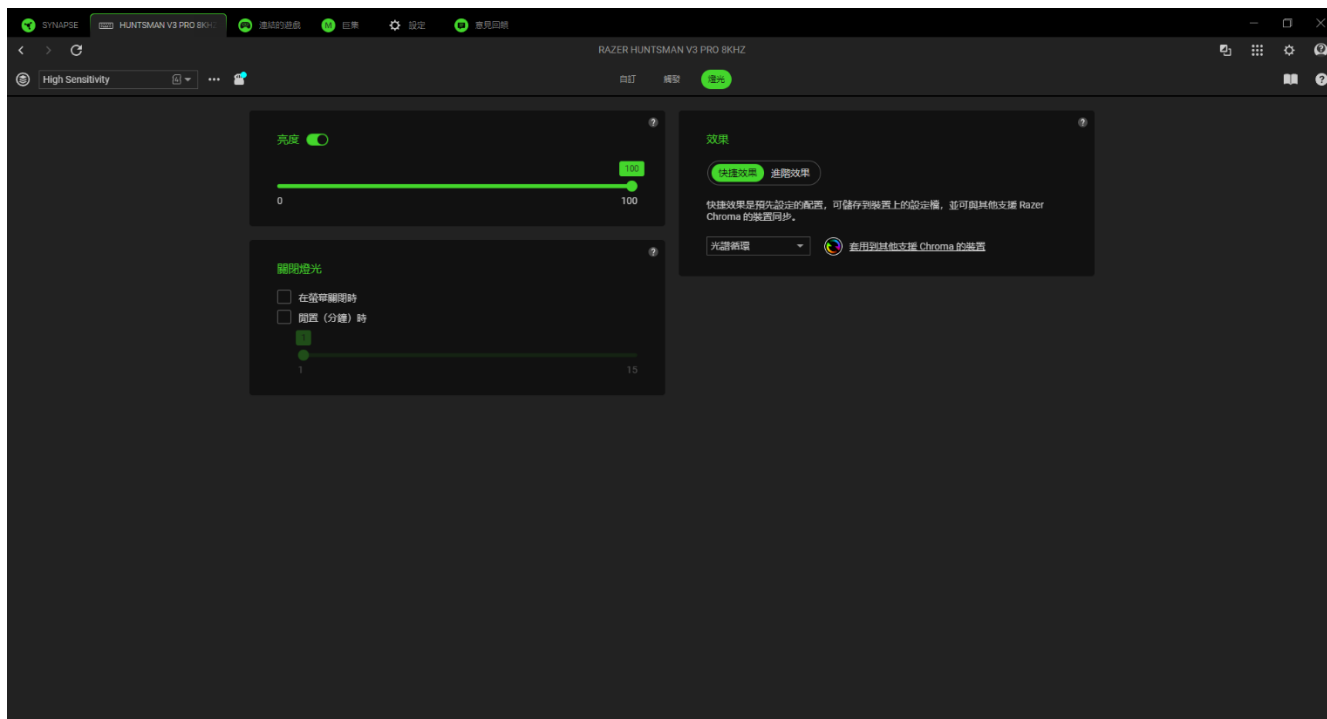 SYNAPSE
HUNTSMAN V3 PRO 8KHZ
連結的遊戲
巨集
設定
意見回饋
RAZER HUNTSMAN V3 PRO 8KHZ
High Sensitivity
4
自訂
觸發
燈光
亮度
100
0
100
關閉燈光
在螢幕關閉時
閒置（分鐘）時
1
1
15
效果
快捷效果
進階效果
快捷效果是預先設定的配置，可儲存到裝置上的設定檔，並可與其他支援 Razer
Chroma 的裝置同步。
光譜循環
套用到其他支援 Chroma 的裝置